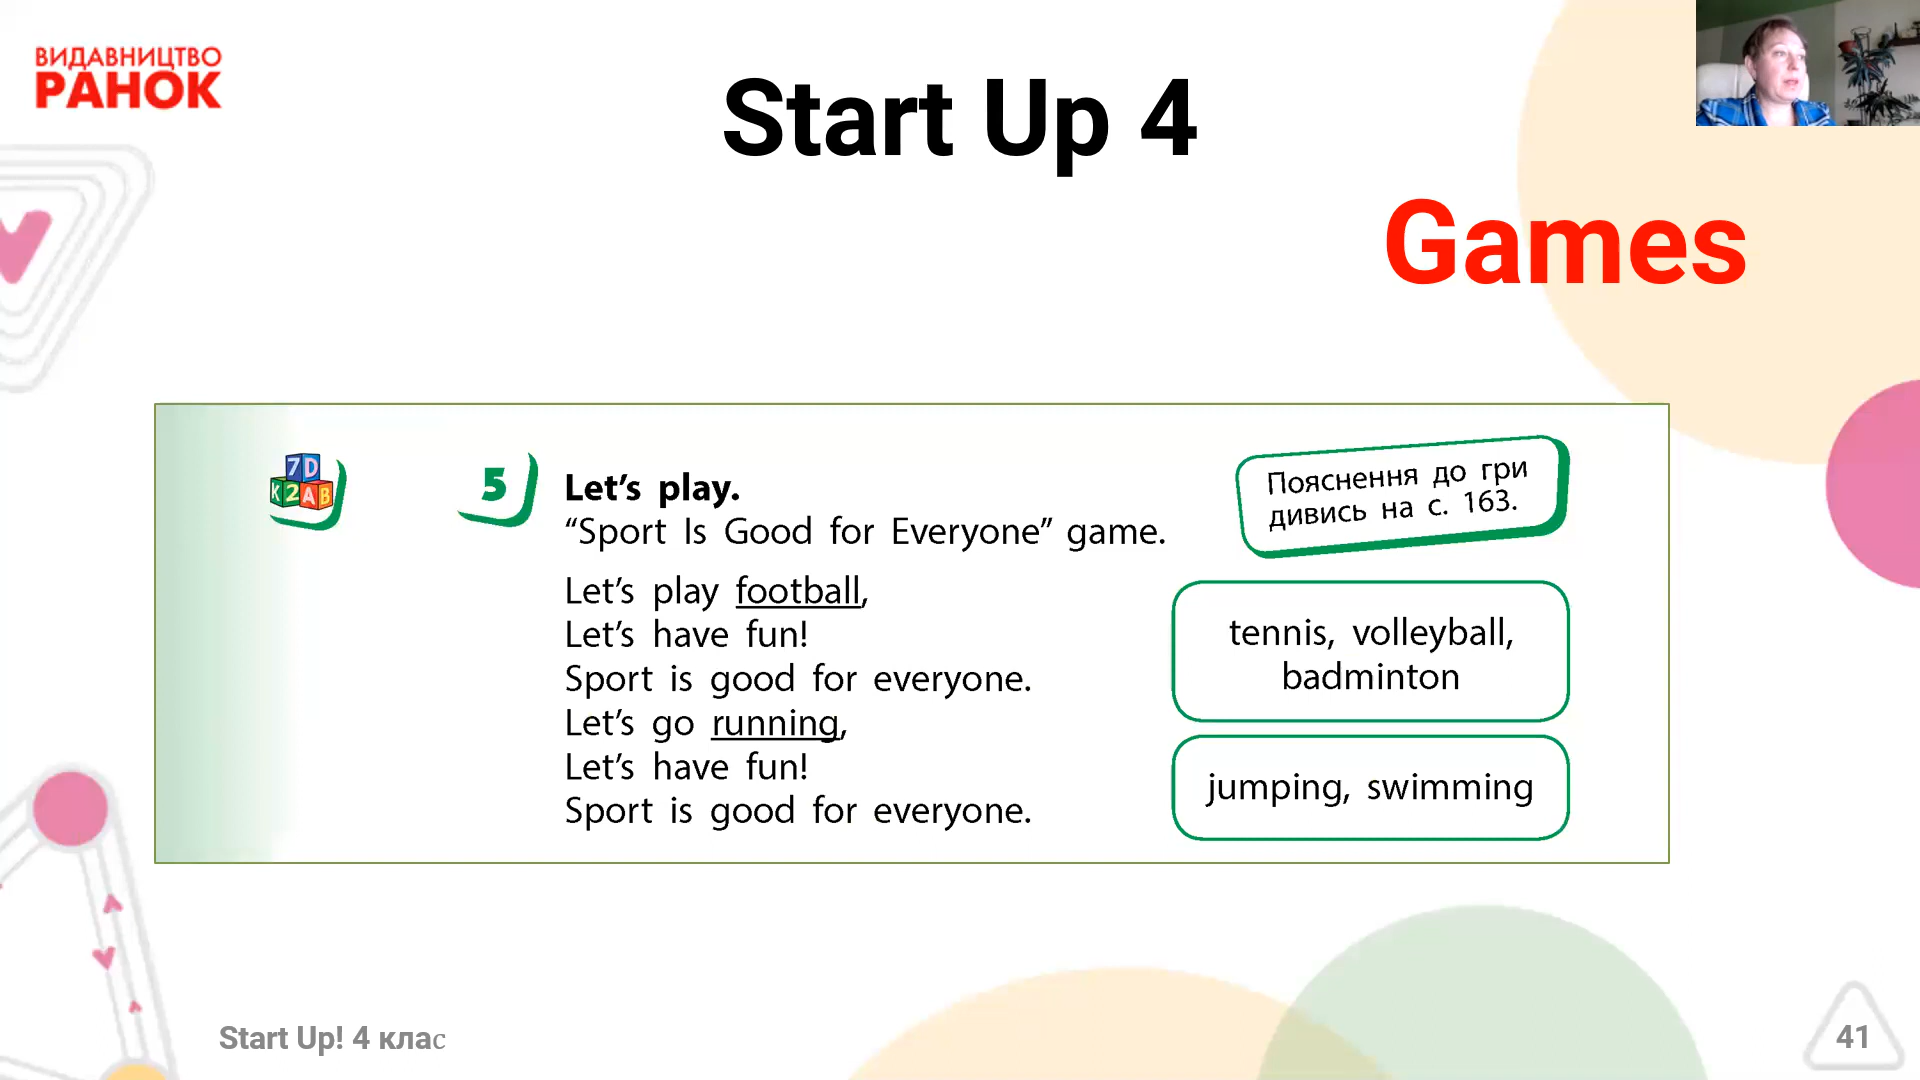 ВИДАВНИЦТВО
РАНОК
Start Up 4
Games
7D
K2AB
5
Let's play.
“Sport Is Good for Everyone” game.
Пояснення до гри
дивись на с. 163.
Let's play football,
Let's have fun!
Sport is good for everyone.
Let's go running,
Let's have fun!
Sport is good for everyone.
tennis, volleyball,
badminton
jumping, swimming
Start Up! 4 клас
41